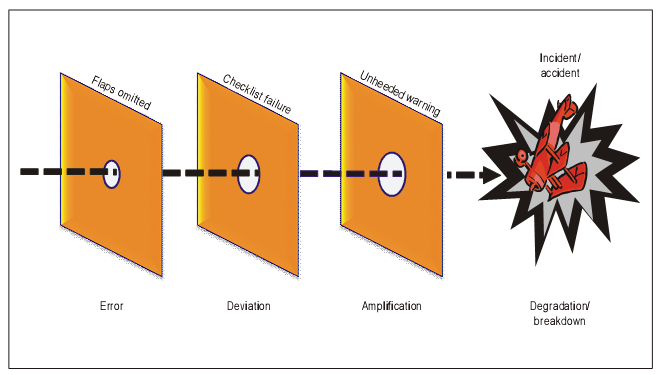 Flaps omitted
Checklist failure
Unheeded warning
Incident/
accident
Error
Deviation
Amplification
Degradation/
breakdown